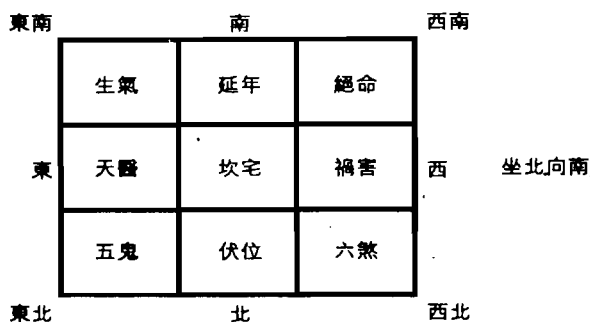 東南 南 西南
生氣 延年 絕命
東 天醫 坎宅 禍害 西 坐北向南
五鬼 伏位 六煞
東北 北 西北